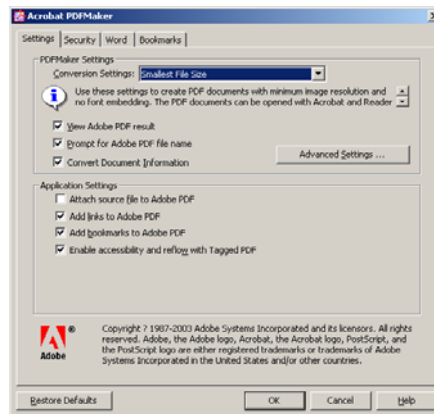 Acrobat PDFMaker
Settings Security Word Bookmarks
PDFMaker Settings
Conversion Settings: Smallest File Size
Use these settings to create PDF documents with minimum image resolution and
no font embedding. The PDF documents can be opened with Acrobat and Reader
View Adobe PDF result
Prompt for Adobe PDF file name
Convert Document Information
Advanced Settings ...
Application Settings
Attach source file to Adobe PDF
Add links to Adobe PDF
Add bookmarks to Adobe PDF
Enable accessibility and reflow with Tagged PDF
Copyright ? 1987-2003 Adobe Systems Incorporated and its licensors. All rights
reserved. Adobe, the Adobe logo, Acrobat, the Acrobat logo, PostScript, and
the PostScript logo are either registered trademarks or trademarks of Adobe
Systems Incorporated in the United States and/or other countries.
Adobe
Restore Defaults OK Cancel Help